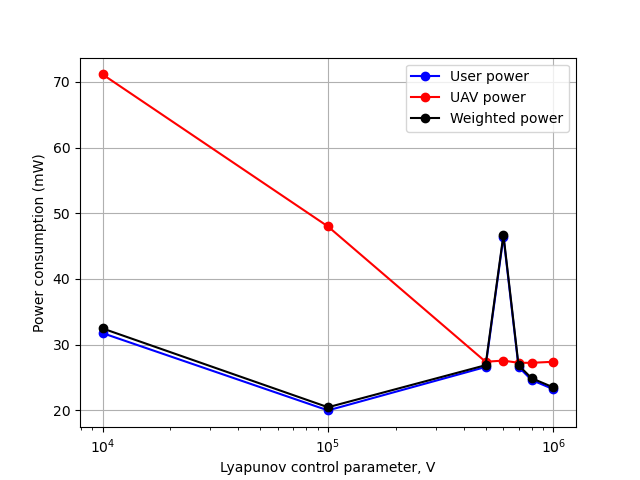 User power
UAV power
Weighted power
Power consumption (mW)
70
60
50
40
30
20
10⁴
10⁵
10⁶
Lyapunov control parameter, V